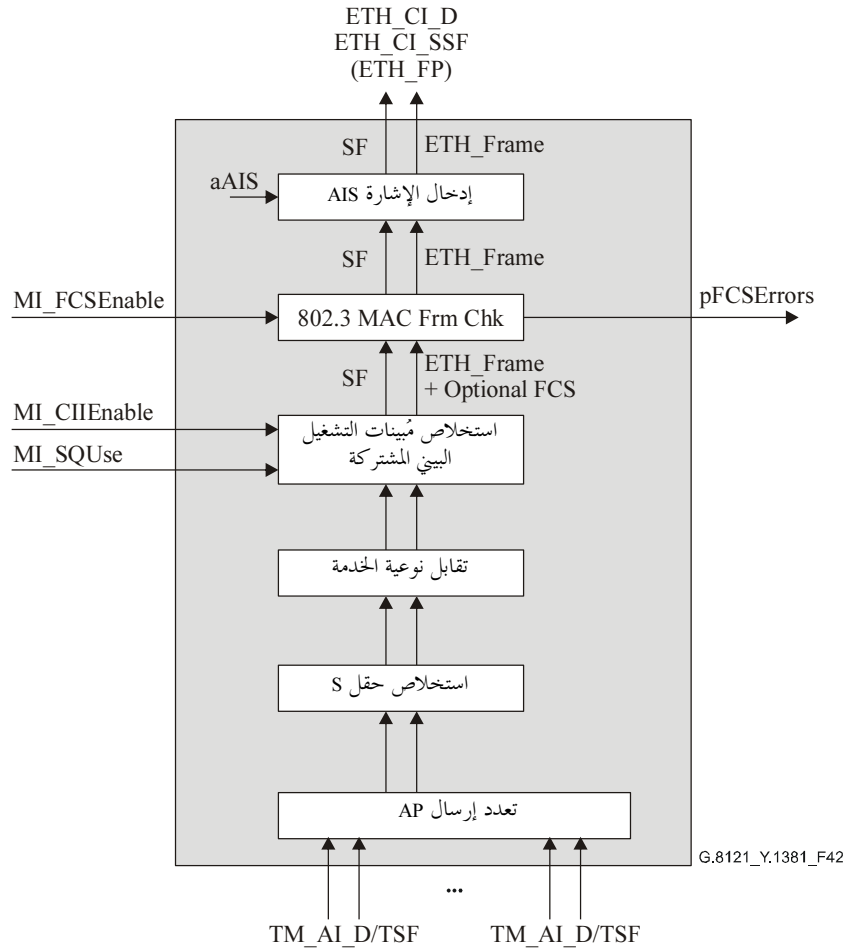 ETH_CI_D
ETH_CI_SSF
(ETH_FP)
SF
ETH_Frame
aAIS
إدخال الإشارة AIS
SF
ETH_Frame
MI_FCSEnable
802.3 MAC Frm Chk
pFCSErrors
SF
ETH_Frame
+ Optional FCS
MI_CIIEnable
MI_SQUse
استخلاص مُبينات التشغيل
البيني المشتركة
تقابل نوعية الخدمة
استخلاص حقل S
تعدد إرسال AP
G.8121_Y.1381_F42
...
TM_AI_D/TSF
TM_AI_D/TSF